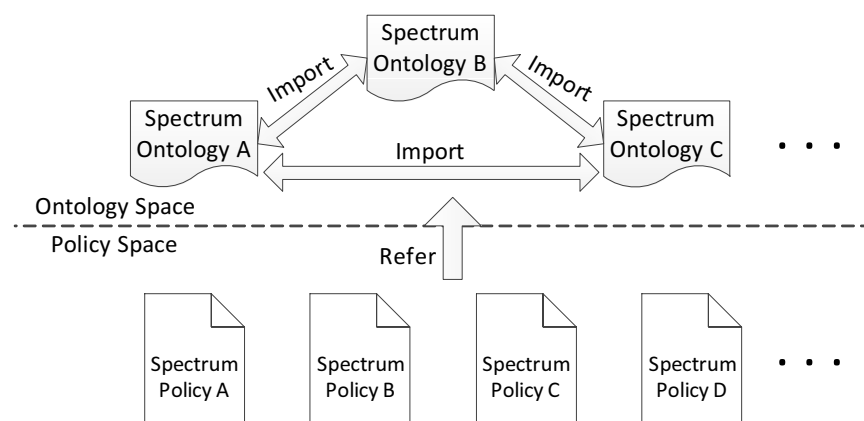 Spectrum
Ontology B
Import
Import
Spectrum
Ontology A
Import
Spectrum
Ontology C
. . .
Ontology Space
Policy Space
Refer
Spectrum
Policy A
Spectrum
Policy B
Spectrum
Policy C
Spectrum
Policy D
. . .